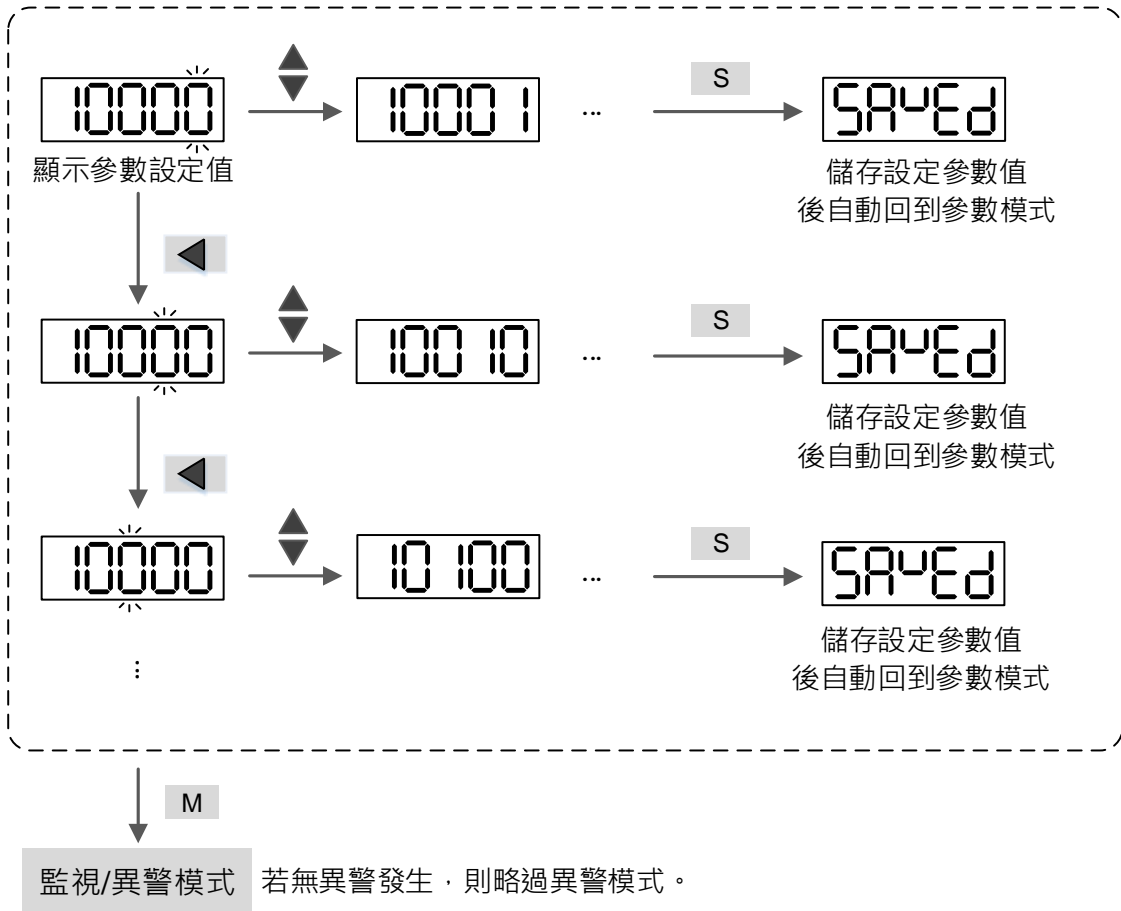 10000
顯示參數設定值
10001
...
S
SAVEd
儲存設定參數值
後自動回到參數模式
10000
10010
...
S
SAVEd
儲存設定參數值
後自動回到參數模式
10000
10100
...
S
SAVEd
儲存設定參數值
後自動回到參數模式
⋮
M
監視/異警模式 若無異警發生,則略過異警模式。